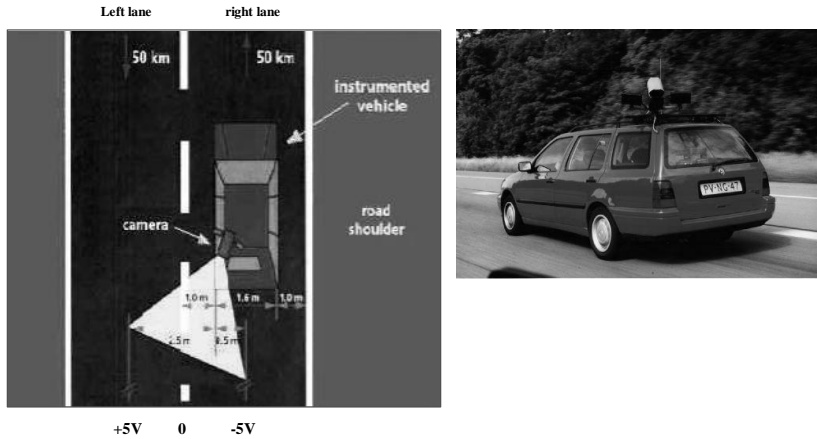 Left lane right lane
50 km 50 km
instrumented
vehicle
camera
road
shoulder
1.0 m 1.6 m 1.0 m
2.5 m 0.5 m
+5V 0 -5V
PV-NG-47